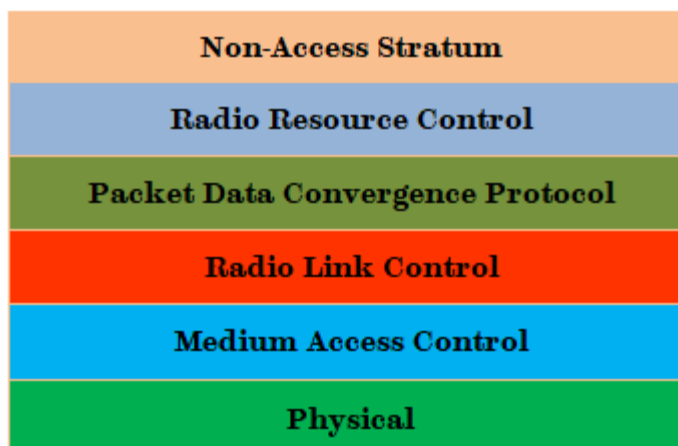 Non-Access Stratum
Radio Resource Control
Packet Data Convergence Protocol
Radio Link Control
Medium Access Control
Physical